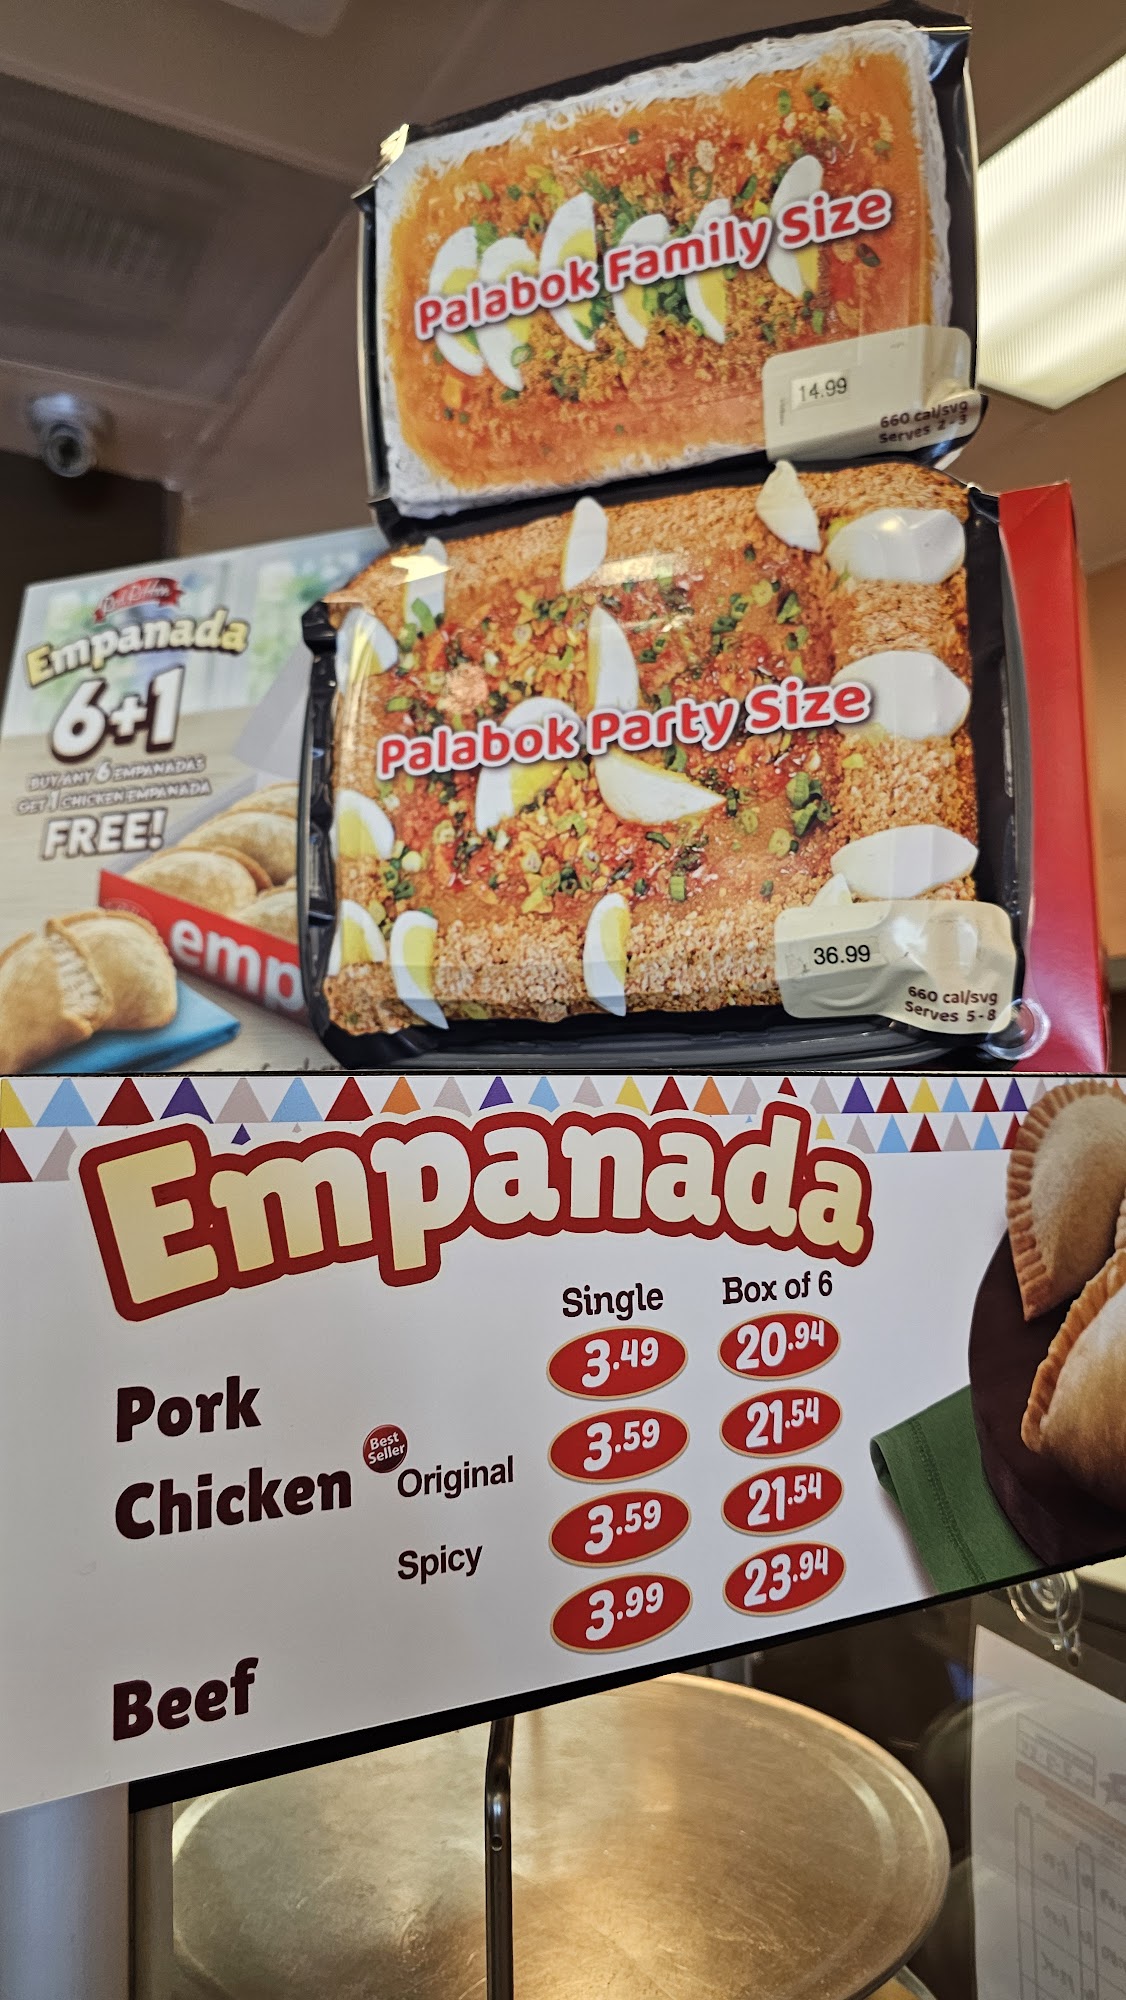 Palabok Family Size
14.99
660 cal/svg
Serves 2-3
Red Ribbon
Empanada
6+1
BUY ANY 6 EMPANADAS
GET 1 CHICKEN EMPANADA
FREE!
emp
Palabok Party Size
36.99
660 cal/svg
Serves 5-8
Empanada
Single Box of 6
Pork 3.49 20.94
Chicken Best Seller Original 3.59 21.54
Spicy 3.59 21.54
Beef 3.99 23.94